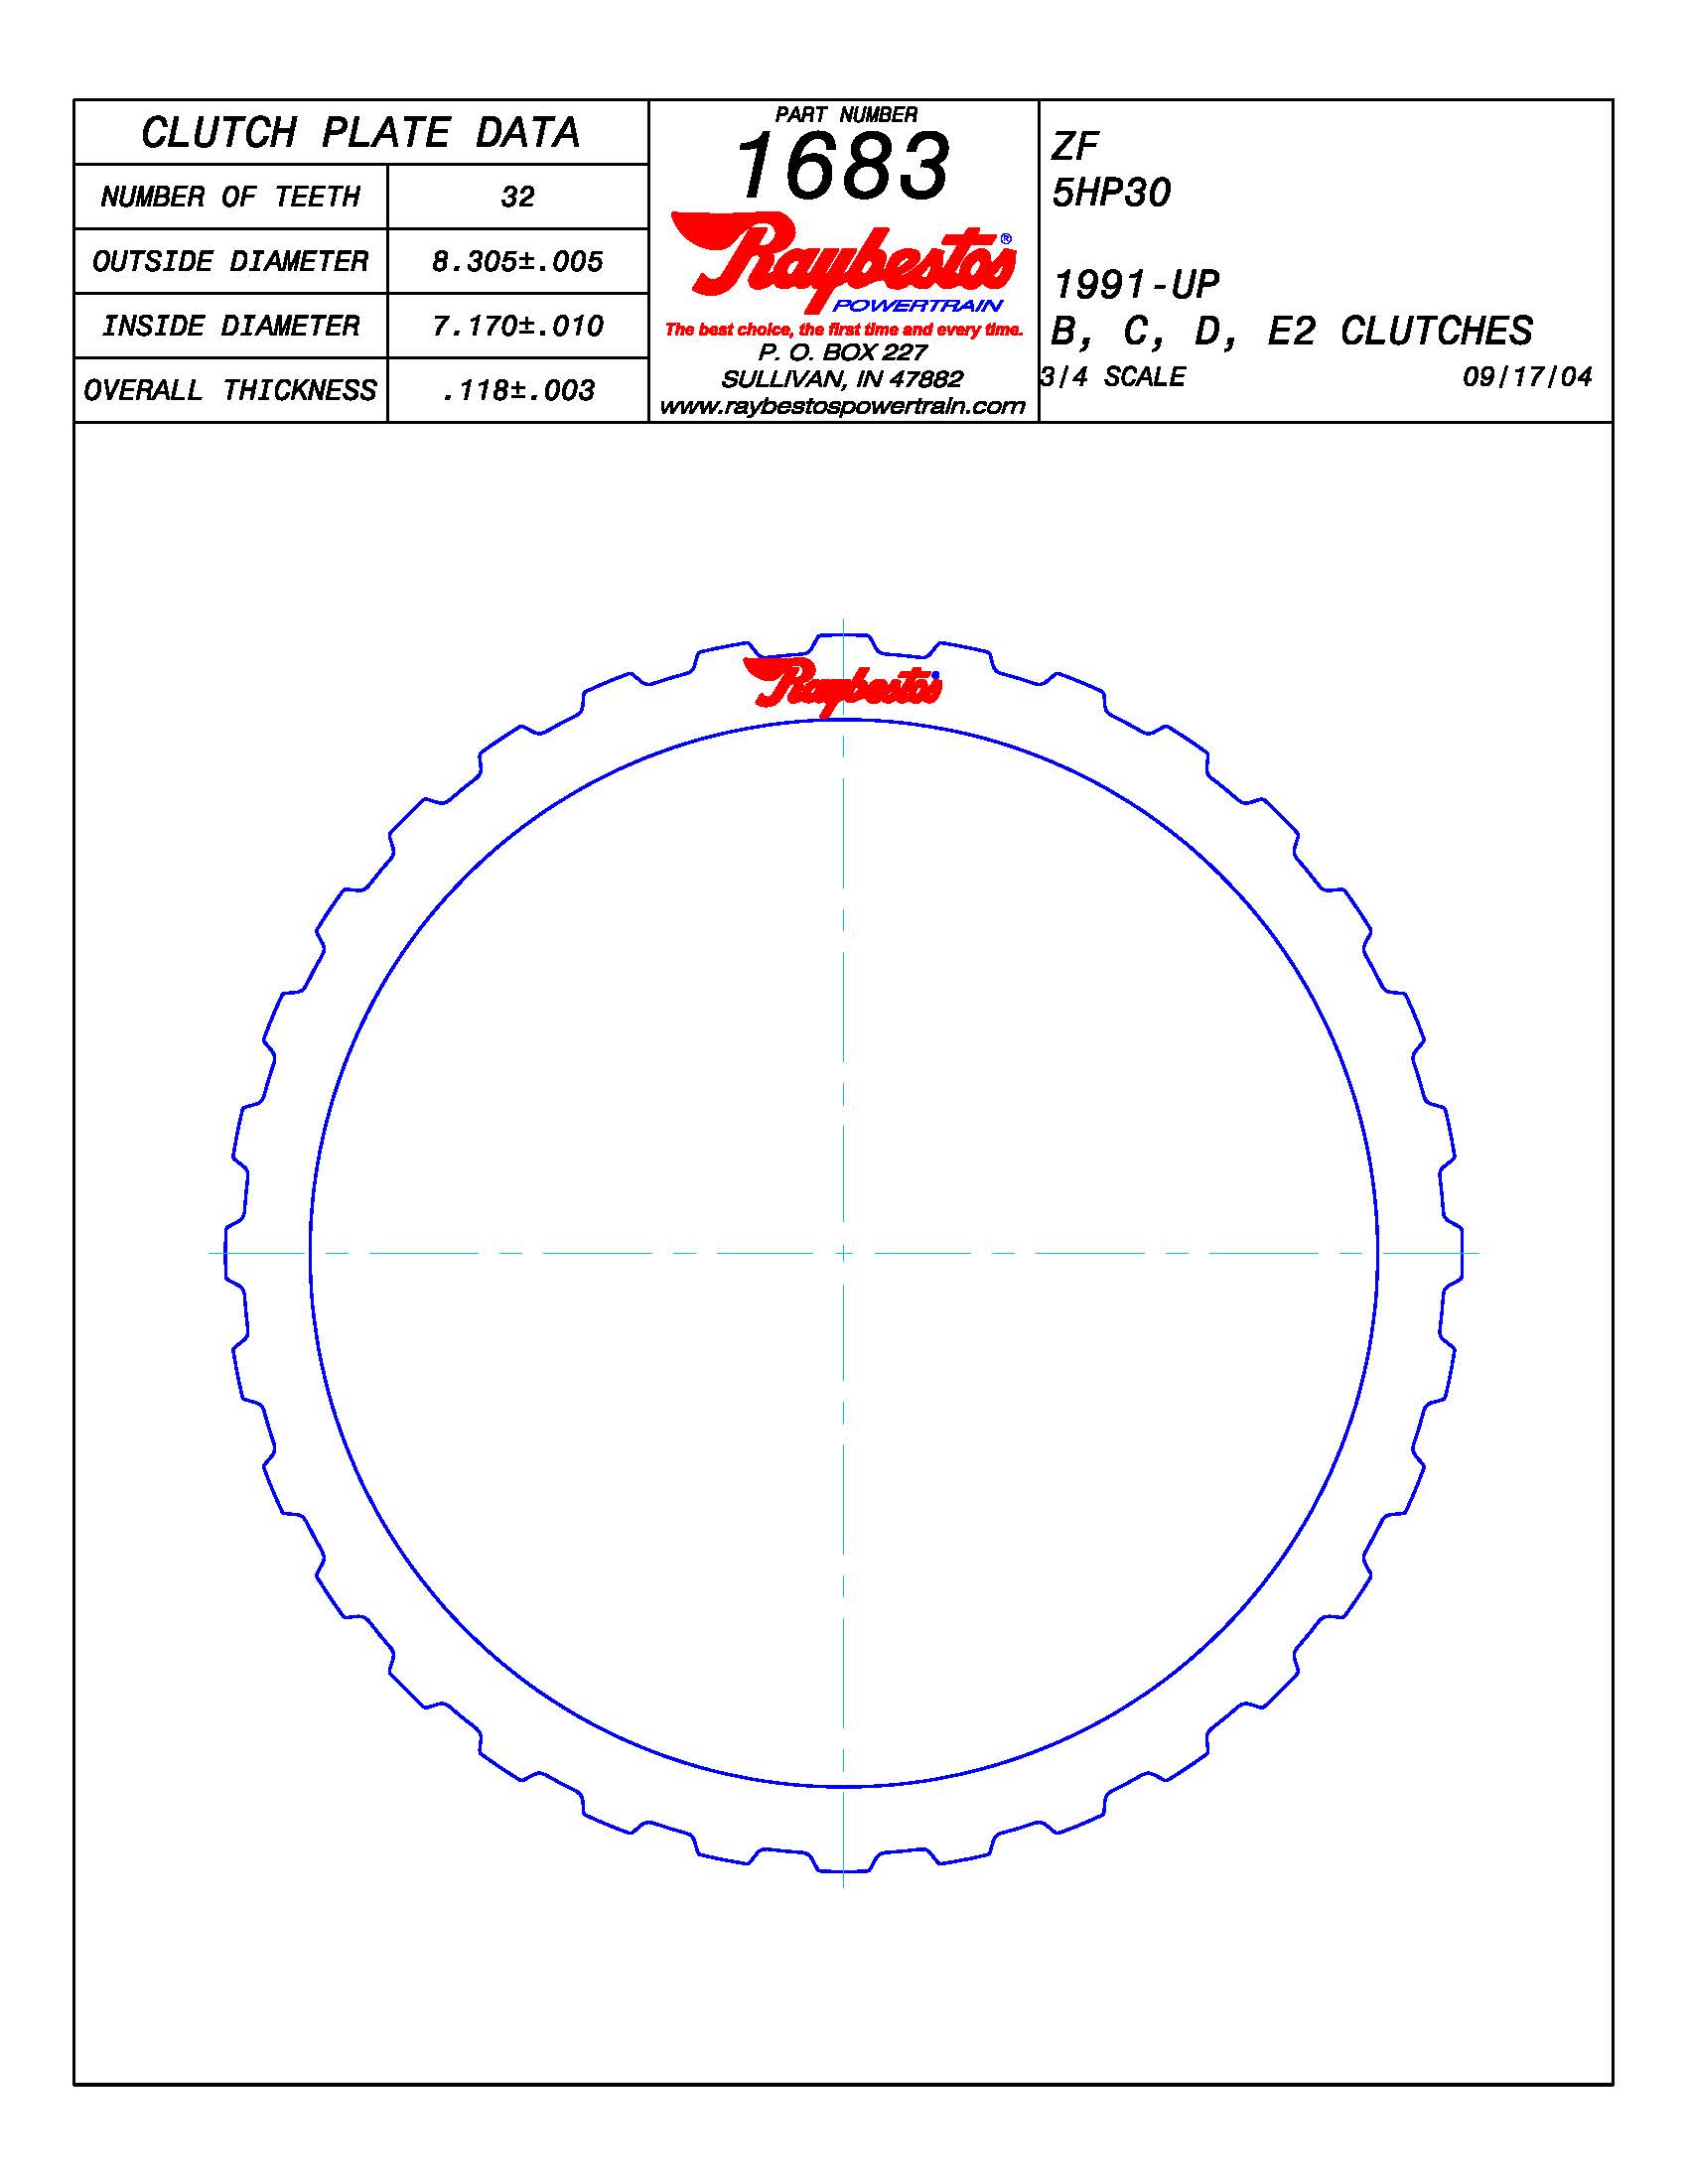 CLUTCH PLATE DATA
NUMBER OF TEETH 32
OUTSIDE DIAMETER 8.305±.005
INSIDE DIAMETER 7.170±.010
OVERALL THICKNESS .118±.003
PART NUMBER
1683
Raybestos®
POWERTRAIN
The best choice, the first time and every time.
P. O. BOX 227
SULLIVAN, IN 47882
www.raybestospowertrain.com
ZF
5HP30
1991-UP
B, C, D, E2 CLUTCHES
3/4 SCALE 09/17/04
Raybestos